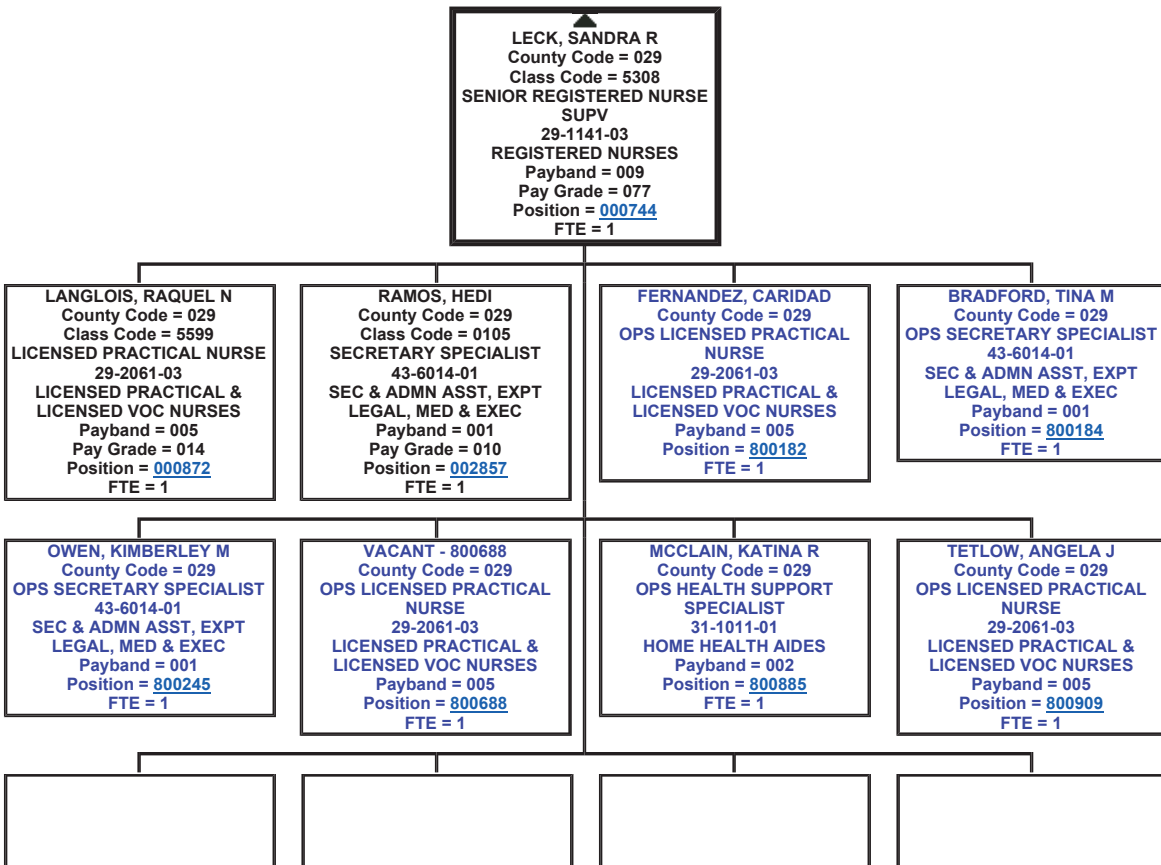 LECK, SANDRA R
County Code = 029
Class Code = 5308
SENIOR REGISTERED NURSE
SUPV
29-1141-03
REGISTERED NURSES
Payband = 009
Pay Grade = 077
Position = 000744
FTE = 1
LANGLOIS, RAQUEL N
County Code = 029
Class Code = 5599
LICENSED PRACTICAL NURSE
29-2061-03
LICENSED PRACTICAL &
LICENSED VOC NURSES
Payband = 005
Pay Grade = 014
Position = 000872
FTE = 1
RAMOS, HEDI
County Code = 029
Class Code = 0105
SECRETARY SPECIALIST
43-6014-01
SEC & ADMN ASST, EXPT
LEGAL, MED & EXEC
Payband = 001
Pay Grade = 010
Position = 002857
FTE = 1
FERNANDEZ, CARIDAD
County Code = 029
OPS LICENSED PRACTICAL
NURSE
29-2061-03
LICENSED PRACTICAL &
LICENSED VOC NURSES
Payband = 005
Position = 800182
FTE = 1
BRADFORD, TINA M
County Code = 029
OPS SECRETARY SPECIALIST
43-6014-01
SEC & ADMN ASST, EXPT
LEGAL, MED & EXEC
Payband = 001
Position = 800184
FTE = 1
OWEN, KIMBERLEY M
County Code = 029
OPS SECRETARY SPECIALIST
43-6014-01
SEC & ADMN ASST, EXPT
LEGAL, MED & EXEC
Payband = 001
Position = 800245
FTE = 1
VACANT - 800688
County Code = 029
OPS LICENSED PRACTICAL
NURSE
29-2061-03
LICENSED PRACTICAL &
LICENSED VOC NURSES
Payband = 005
Position = 800688
FTE = 1
MCCLAIN, KATINA R
County Code = 029
OPS HEALTH SUPPORT
SPECIALIST
31-1011-01
HOME HEALTH AIDES
Payband = 002
Position = 800885
FTE = 1
TETLOW, ANGELA J
County Code = 029
OPS LICENSED PRACTICAL
NURSE
29-2061-03
LICENSED PRACTICAL &
LICENSED VOC NURSES
Payband = 005
Position = 800909
FTE = 1